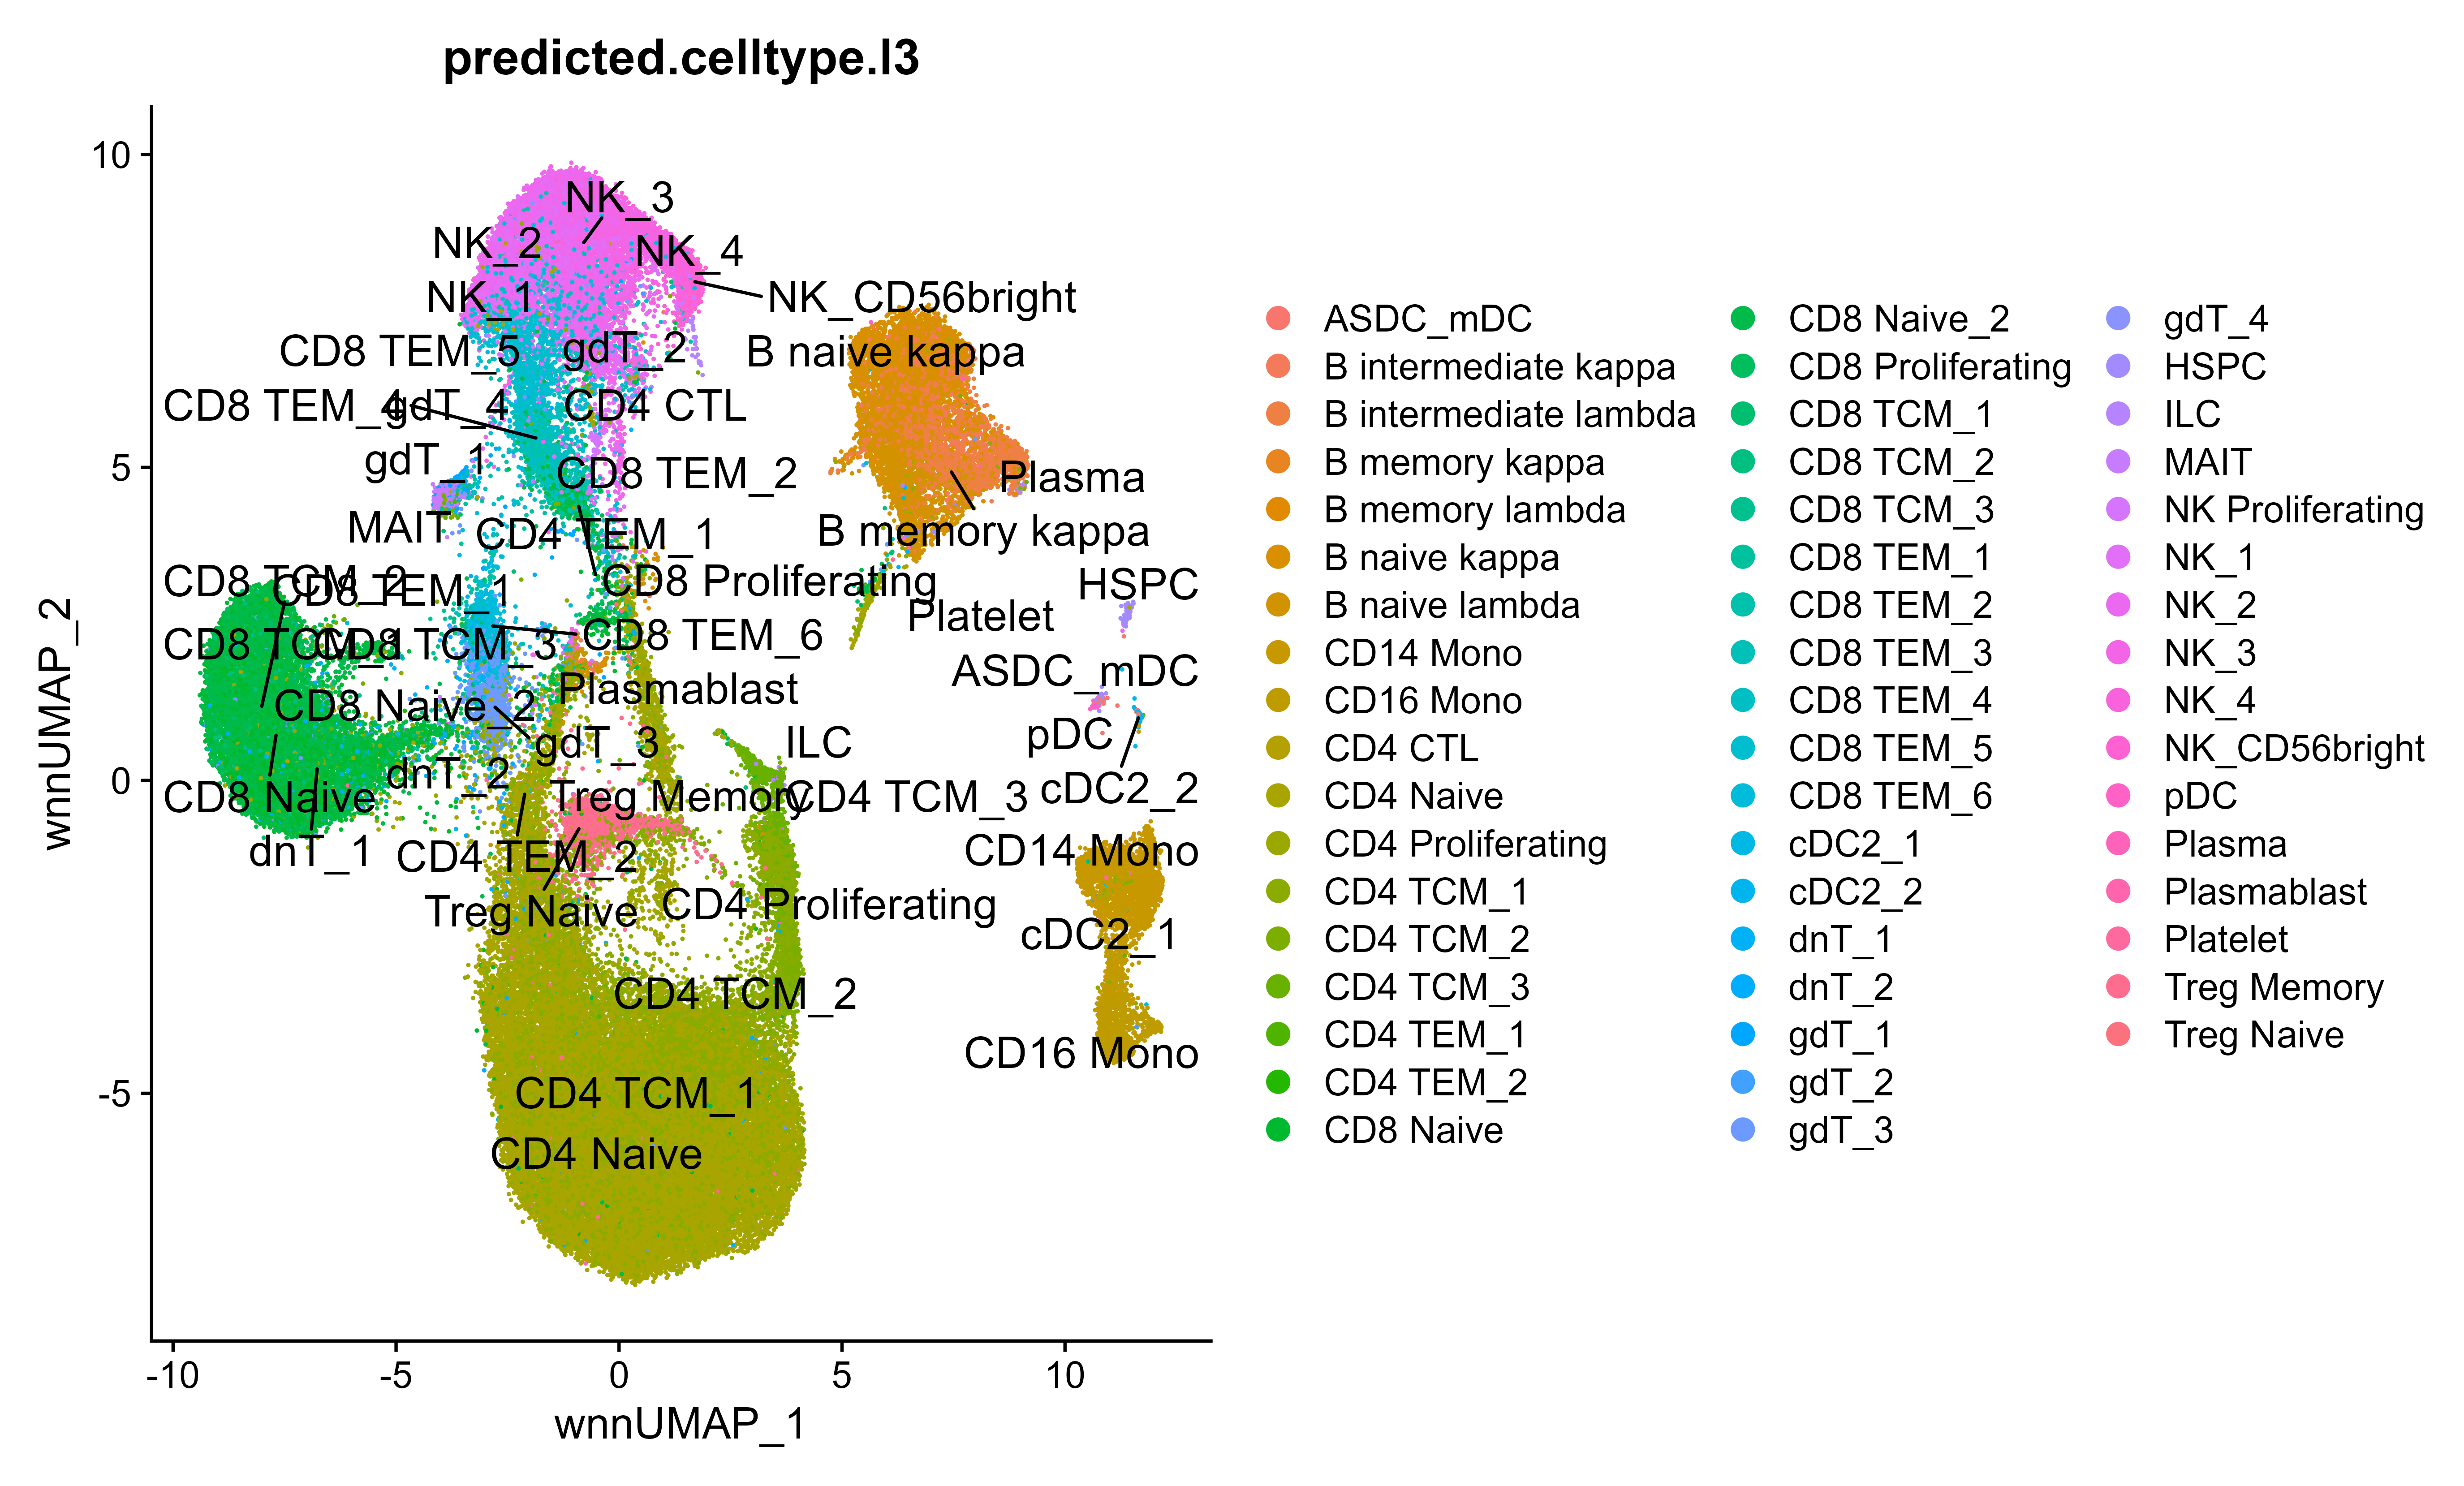 predicted.celltype.l3
wnnUMAP_2
10
5
0
-5
NK_3
NK_2
NK_4
NK_1
NK_CD56bright
CD8 TEM_5
gdT_2
B naive kappa
CD8 TEM_4
gdT_4
CD4 CTL
gdT_1
CD8 TEM_2
Plasma
MAIT
CD4 TEM_1
B memory kappa
CD8 TCM_2
CD8 TEM_1
CD8 Proliferating
HSPC
Platelet
CD8 TCM_1
CD8 TCM_3
CD8 TEM_6
ASDC_mDC
CD8 Naive_2
Plasmablast
gdT_3
ILC
pDC
dnT_2
CD8 Naive
Treg Memory
CD4 TCM_3
cDC2_2
dnT_1
CD4 TEM_2
CD14 Mono
Treg Naive
CD4 Proliferating
cDC2_1
CD4 TCM_2
CD16 Mono
CD4 TCM_1
CD4 Naive
-10
-5
0
5
10
wnnUMAP_1
ASDC_mDC
B intermediate kappa
B intermediate lambda
B memory kappa
B memory lambda
B naive kappa
B naive lambda
CD14 Mono
CD16 Mono
CD4 CTL
CD4 Naive
CD4 Proliferating
CD4 TCM_1
CD4 TCM_2
CD4 TCM_3
CD4 TEM_1
CD4 TEM_2
CD8 Naive
CD8 Naive_2
CD8 Proliferating
CD8 TCM_1
CD8 TCM_2
CD8 TCM_3
CD8 TEM_1
CD8 TEM_2
CD8 TEM_3
CD8 TEM_4
CD8 TEM_5
CD8 TEM_6
cDC2_1
cDC2_2
dnT_1
dnT_2
gdT_1
gdT_2
gdT_3
gdT_4
HSPC
ILC
MAIT
NK Proliferating
NK_1
NK_2
NK_3
NK_4
NK_CD56bright
pDC
Plasma
Plasmablast
Platelet
Treg Memory
Treg Naive